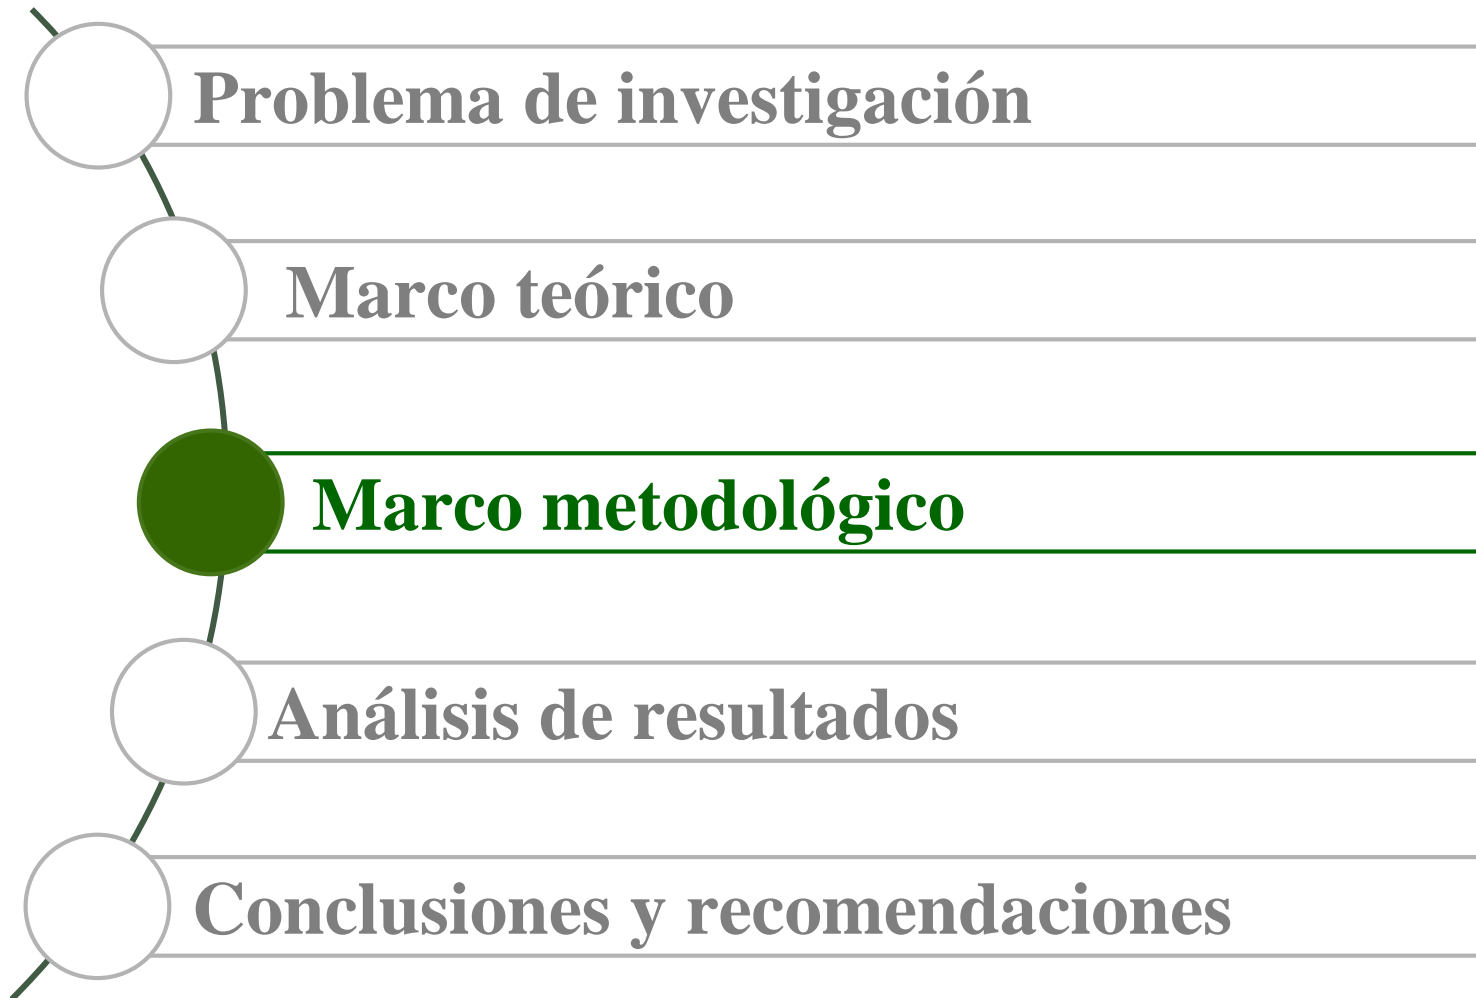 Problema de investigación
Marco teórico
Marco metodológico
Análisis de resultados
Conclusiones y recomendaciones